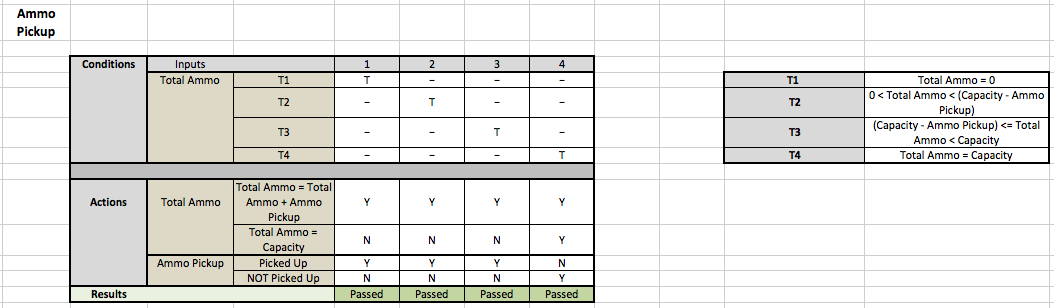 Ammo
Pickup
Conditions Inputs 1 2 3 4
Total Ammo T1 T – – –
T2 – T – –
T3 – – T –
T4 – – – T
Actions Total Ammo Total Ammo = Total
Ammo + Ammo
Pickup Y Y Y Y
Total Ammo =
Capacity N N N Y
Ammo Pickup Picked Up Y Y Y N
NOT Picked Up N N N Y
Results Passed Passed Passed Passed
T1 Total Ammo = 0
T2 0 < Total Ammo < (Capacity - Ammo
Pickup)
T3 (Capacity - Ammo Pickup) <= Total
Ammo < Capacity
T4 Total Ammo = Capacity